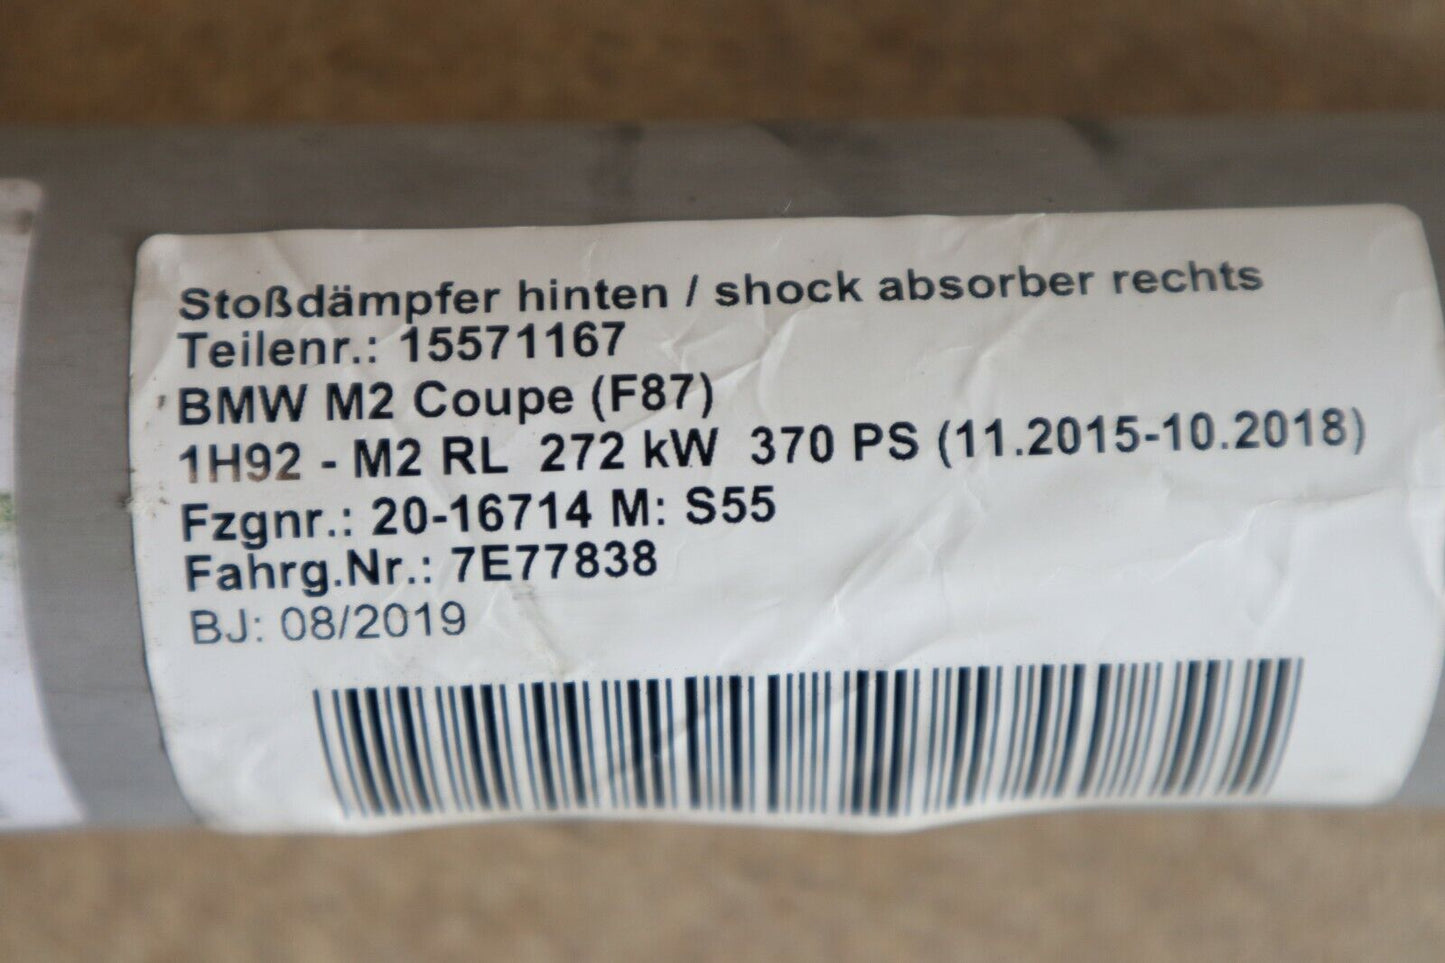 Stoßdämpfer hinten / shock absorber rechts
Teilenr.: 15571167
BMW M2 Coupe (F87)
1H92 - M2 RL 272 kW 370 PS (11.2015-10.2018)
Fzgnr.: 20-16714 M: S55
Fahrg.Nr.: 7E77838
BJ: 08/2019